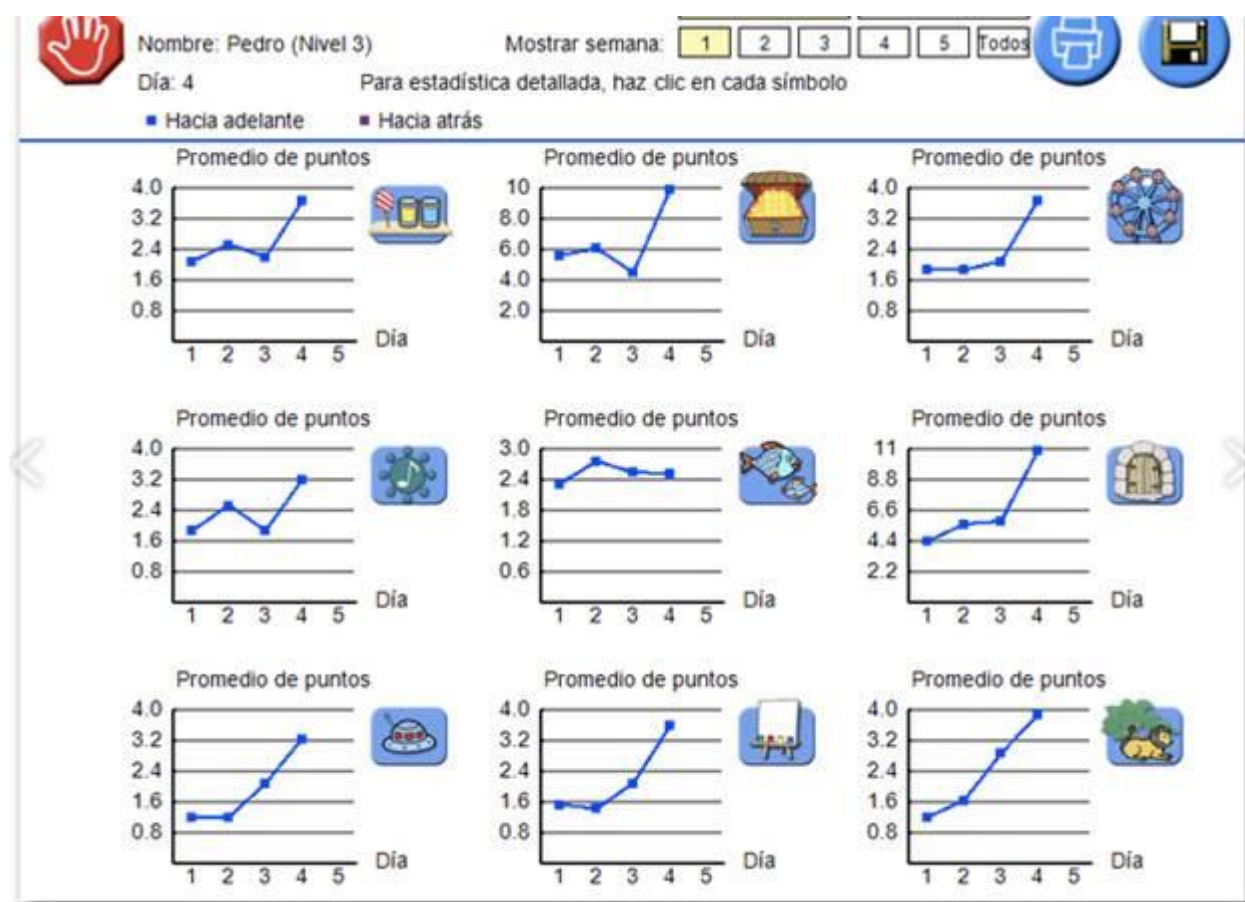 Nombre: Pedro (Nivel 3) Mostrar semana: 1 2 3 4 5 Todos
Día: 4 Para estadística detallada, haz clic en cada símbolo
Hacia adelante Hacia atrás
Promedio de puntos Promedio de puntos Promedio de puntos
4.0 10 4.0
3.2 8.0 3.2
2.4 6.0 2.4
1.6 4.0 1.6
0.8 2.0 0.8
Día Día Día
1 2 3 4 5 1 2 3 4 5 1 2 3 4 5
Promedio de puntos Promedio de puntos Promedio de puntos
4.0 3.0 11
3.2 2.4 8.8
2.4 1.8 6.6
1.6 1.2 4.4
0.8 0.6 2.2
Día Día Día
1 2 3 4 5 1 2 3 4 5 1 2 3 4 5
Promedio de puntos Promedio de puntos Promedio de puntos
4.0 4.0 4.0
3.2 3.2 3.2
2.4 2.4 2.4
1.6 1.6 1.6
0.8 0.8 0.8
Día Día Día
1 2 3 4 5 1 2 3 4 5 1 2 3 4 5